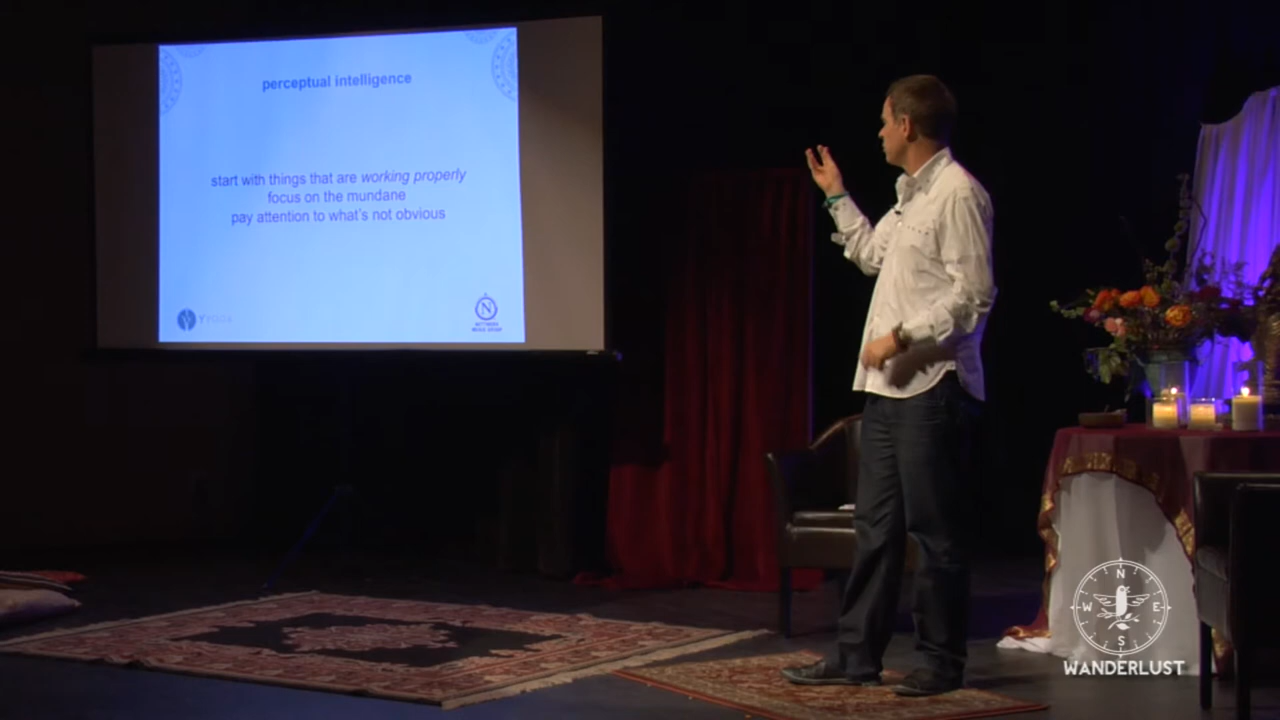 perceptual intelligence
start with things that are working properly
focus on the mundane
pay attention to what's not obvious
YYOGA
N
N
W E
S
WANDERLUST